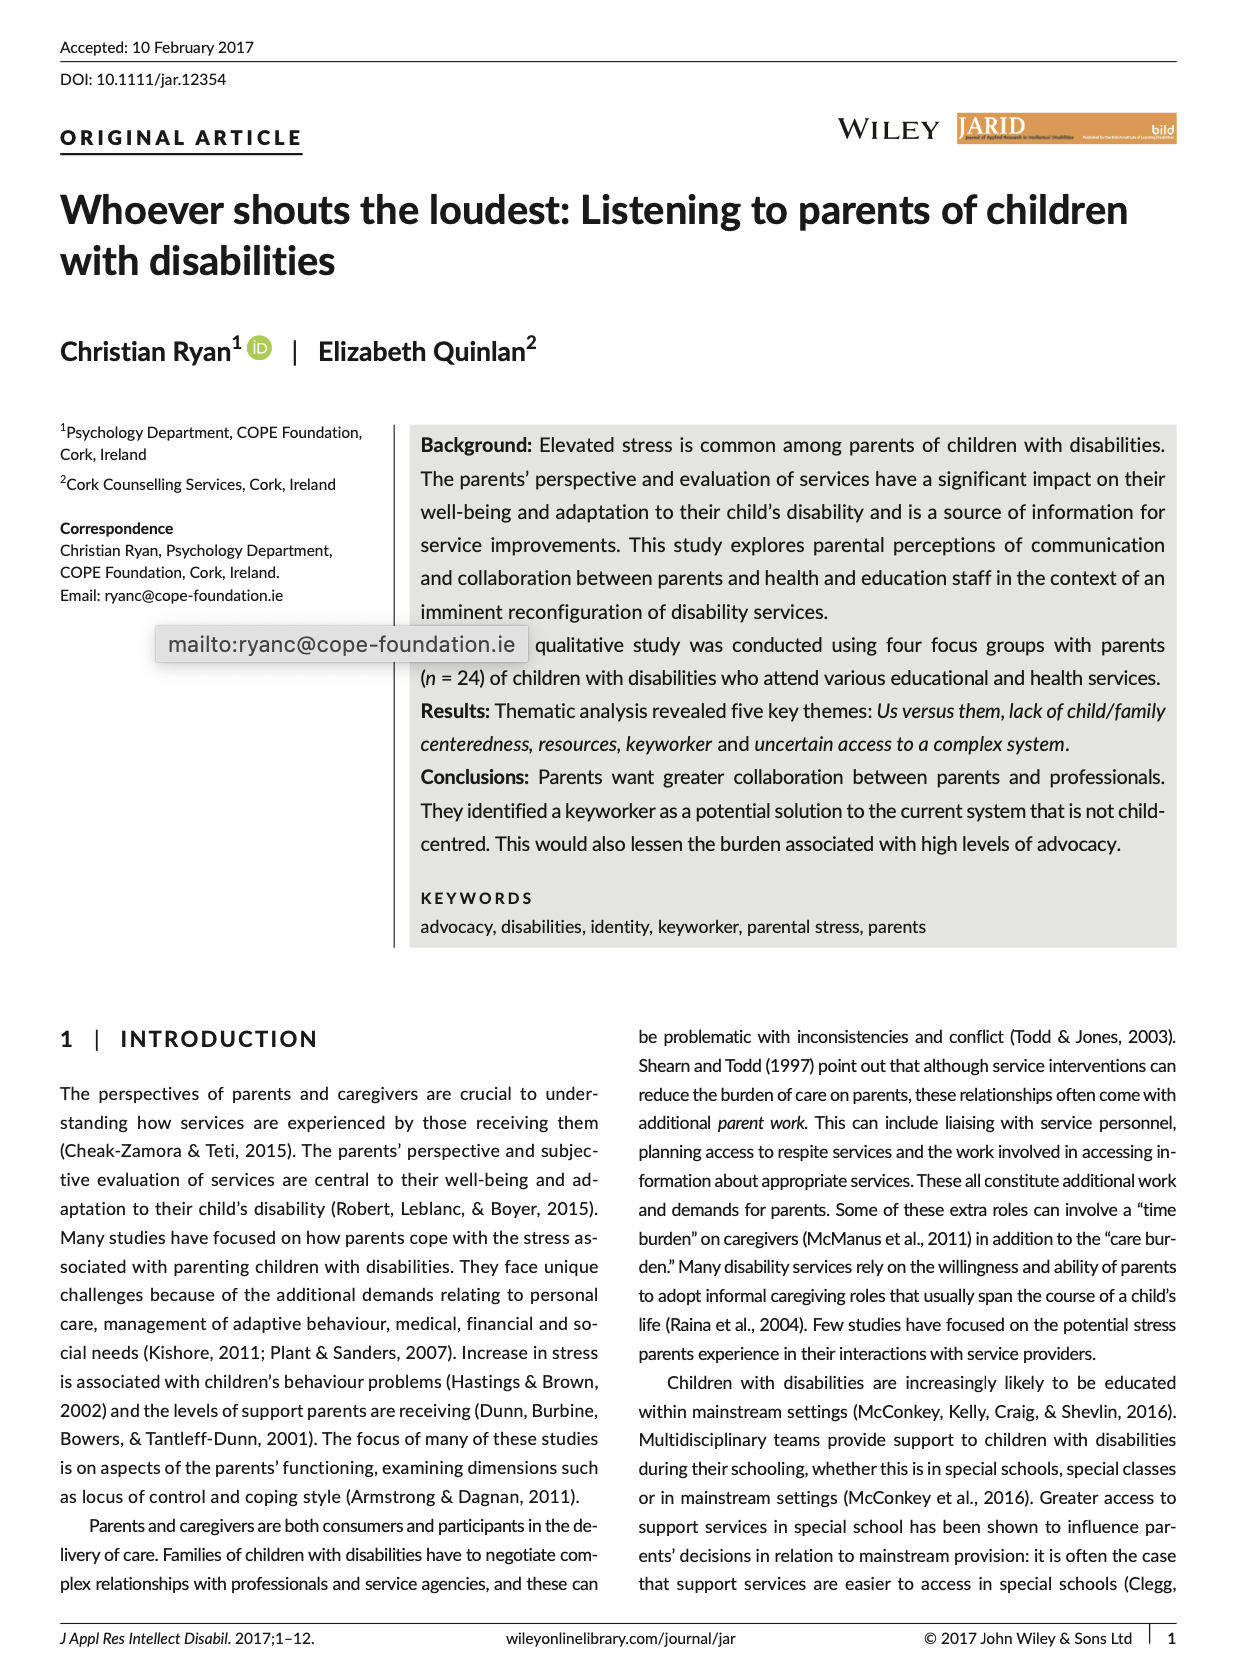 Accepted: 10 February 2017
DOI: 10.1111/jar.12354
ORIGINAL ARTICLE
WILEY JARID bild
Whoever shouts the loudest: Listening to parents of children
with disabilities
Christian Ryan1 iD | Elizabeth Quinlan2
1Psychology Department, COPE Foundation,
Cork, Ireland
2Cork Counselling Services, Cork, Ireland
Correspondence
Christian Ryan, Psychology Department,
COPE Foundation, Cork, Ireland.
Email: ryanc@cope-foundation.ie
mailto:ryanc@cope-foundation.ie
Background: Elevated stress is common among parents of children with disabilities.
The parents’ perspective and evaluation of services have a significant impact on their
well-being and adaptation to their child’s disability and is a source of information for
service improvements. This study explores parental perceptions of communication
and collaboration between parents and health and education staff in the context of an
imminent reconfiguration of disability services.
qualitative study was conducted using four focus groups with parents
(n = 24) of children with disabilities who attend various educational and health services.
Results: Thematic analysis revealed five key themes: Us versus them, lack of child/family
centeredness, resources, keyworker and uncertain access to a complex system.
Conclusions: Parents want greater collaboration between parents and professionals.
They identified a keyworker as a potential solution to the current system that is not child-
centred. This would also lessen the burden associated with high levels of advocacy.
KEYWORDS
advocacy, disabilities, identity, keyworker, parental stress, parents
1 | INTRODUCTION
The perspectives of parents and caregivers are crucial to under-
standing how services are experienced by those receiving them
(Cheak-Zamora & Teti, 2015). The parents’ perspective and subjec-
tive evaluation of services are central to their well-being and ad-
aptation to their child’s disability (Robert, Leblanc, & Boyer, 2015).
Many studies have focused on how parents cope with the stress as-
sociated with parenting children with disabilities. They face unique
challenges because of the additional demands relating to personal
care, management of adaptive behaviour, medical, financial and so-
cial needs (Kishore, 2011; Plant & Sanders, 2007). Increase in stress
is associated with children’s behaviour problems (Hastings & Brown,
2002) and the levels of support parents are receiving (Dunn, Burbine,
Bowers, & Tantleff-Dunn, 2001). The focus of many of these studies
is on aspects of the parents’ functioning, examining dimensions such
as locus of control and coping style (Armstrong & Dagnan, 2011).
Parents and caregivers are both consumers and participants in the de-
livery of care. Families of children with disabilities have to negotiate com-
plex relationships with professionals and service agencies, and these can
be problematic with inconsistencies and conflict (Todd & Jones, 2003).
Shearn and Todd (1997) point out that although service interventions can
reduce the burden of care on parents, these relationships often come with
additional parent work. This can include liaising with service personnel,
planning access to respite services and the work involved in accessing in-
formation about appropriate services. These all constitute additional work
and demands for parents. Some of these extra roles can involve a “time
burden” on caregivers (McManus et al., 2011) in addition to the “care bur-
den.” Many disability services rely on the willingness and ability of parents
to adopt informal caregiving roles that usually span the course of a child’s
life (Raina et al., 2004). Few studies have focused on the potential stress
parents experience in their interactions with service providers.
Children with disabilities are increasingly likely to be educated
within mainstream settings (McConkey, Kelly, Craig, & Shevlin, 2016).
Multidisciplinary teams provide support to children with disabilities
during their schooling, whether this is in special schools, special classes
or in mainstream settings (McConkey et al., 2016). Greater access to
support services in special school has been shown to influence par-
ents’ decisions in relation to mainstream provision: it is often the case
that support services are easier to access in special schools (Clegg,
J Appl Res Intellect Disabil. 2017;1–12.
wileyonlinelibrary.com/journal/jar
© 2017 John Wiley & Sons Ltd | 1